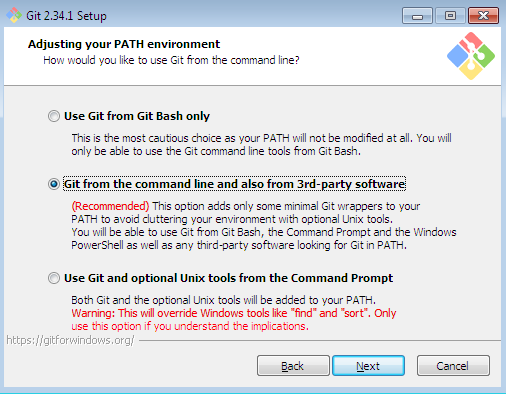 Git 2.34.1 Setup
Adjusting your PATH environment
How would you like to use Git from the command line?
Use Git from Git Bash only
This is the most cautious choice as your PATH will not be modified at all. You will
only be able to use the Git command line tools from Git Bash.
Git from the command line and also from 3rd-party software
(Recommended) This option adds only some minimal Git wrappers to your
PATH to avoid cluttering your environment with optional Unix tools.
You will be able to use Git from Git Bash, the Command Prompt and the Windows
PowerShell as well as any third-party software looking for Git in PATH.
Use Git and optional Unix tools from the Command Prompt
Both Git and the optional Unix tools will be added to your PATH.
Warning: This will override Windows tools like "find" and "sort". Only
use this option if you understand the implications.
https://gitforwindows.org/
Back Next Cancel